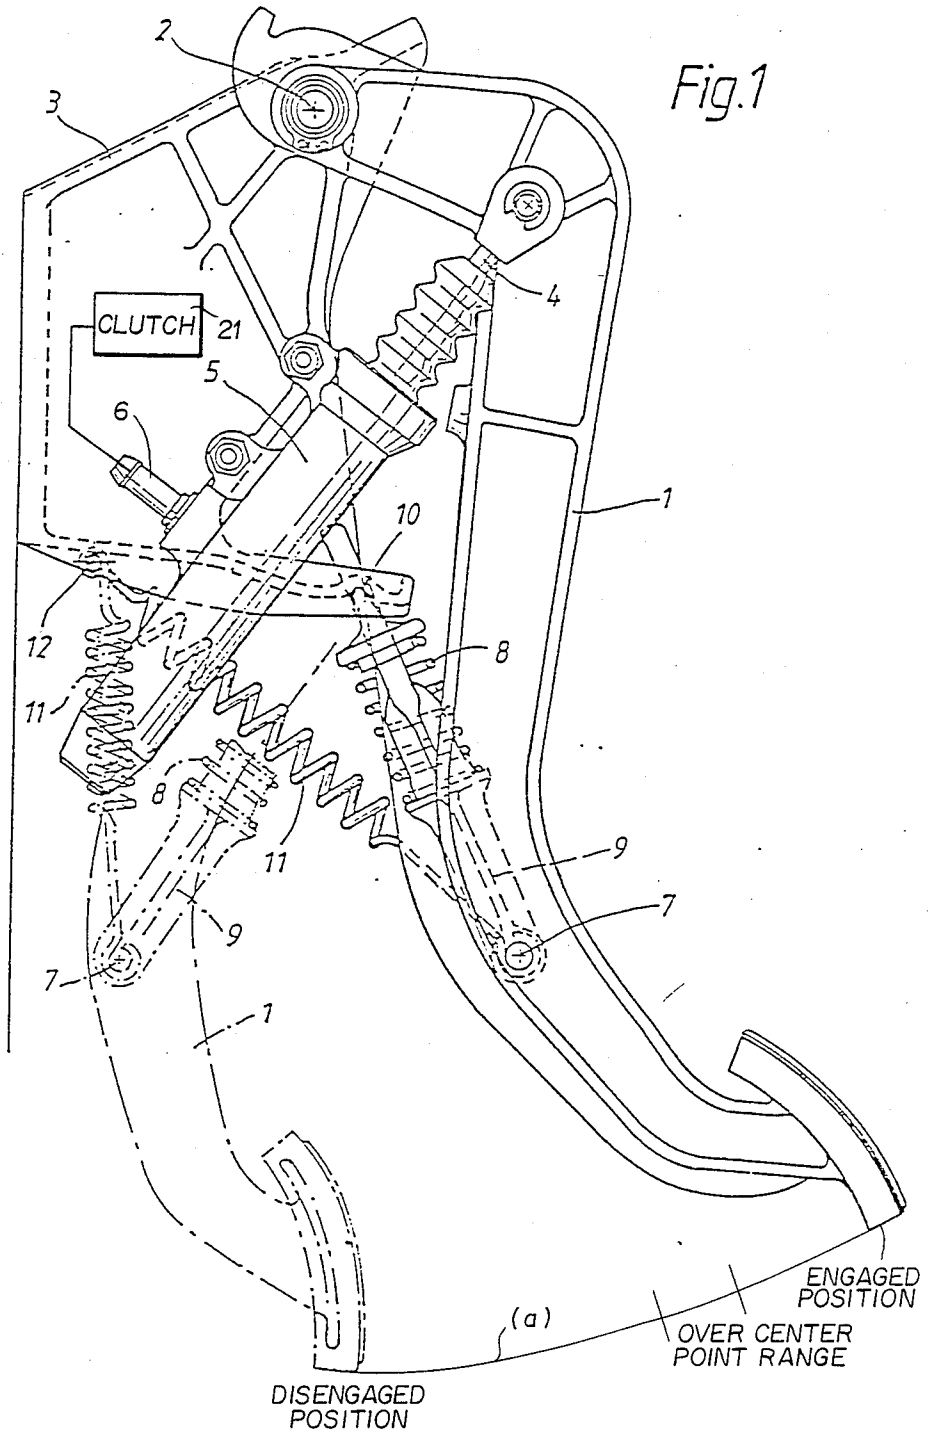 2
Fig.1
3
4
CLUTCH 21
5
6
1
10
12
8
11
8
11
9
9
7
7
1
(a)
ENGAGED
POSITION
OVER CENTER
POINT RANGE
DISENGAGED
POSITION